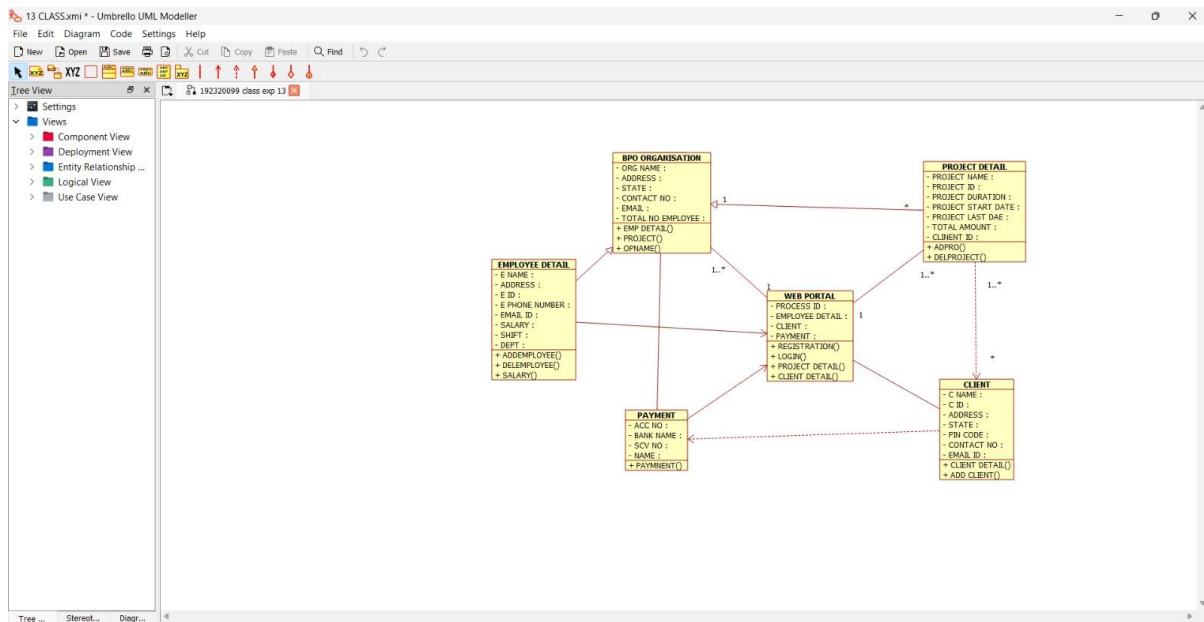 13 CLASS.xmi * - Umbrello UML Modeller
File Edit Diagram Code Settings Help
New Open Save Cut Copy Paste Find
XYZ XYZ
Tree View
192320099 class exp 13
Settings
Views
Component View
Deployment View
Entity Relationship ...
Logical View
Use Case View
BPO ORGANISATION
- ORG NAME :
- ADDRESS :
- STATE :
- CONTACT NO :
- EMAIL :
- TOTAL NO EMPLOYEE :
+ EMP DETAIL()
+ PROJECT()
+ OPNAME()
1
*
PROJECT DETAIL
- PROJECT NAME :
- PROJECT ID :
- PROJECT DURATION :
- PROJECT START DATE :
- PROJECT LAST DAE :
- TOTAL AMOUNT :
- CLINENT ID :
+ ADPRO()
+ DELPROJECT()
EMPLOYEE DETAIL
- E NAME :
- ADDRESS :
- E ID :
- E PHONE NUMBER :
- EMAIL ID :
- SALARY :
- SHIFT :
- DEPT :
+ ADDEMPLOYEE()
+ DELEMPLOYEE()
+ SALARY()
1..*
1
1..*
1
1..*
*
WEB PORTAL
- PROCESS ID :
- EMPLOYEE DETAIL :
- CLIENT :
- PAYMENT :
+ REGISTRATION()
+ LOGIN()
+ PROJECT DETAIL()
+ CLIENT DETAIL()
PAYMENT
- ACC NO :
- BANK NAME :
- SCV NO :
- NAME :
+ PAYMNENT()
CLIENT
- C NAME :
- C ID :
- ADDRESS :
- STATE :
- PIN CODE :
- CONTACT NO :
- EMAIL ID :
+ CLIENT DETAIL()
+ ADD CLIENT()
Tree ... Stereot... Diagr...